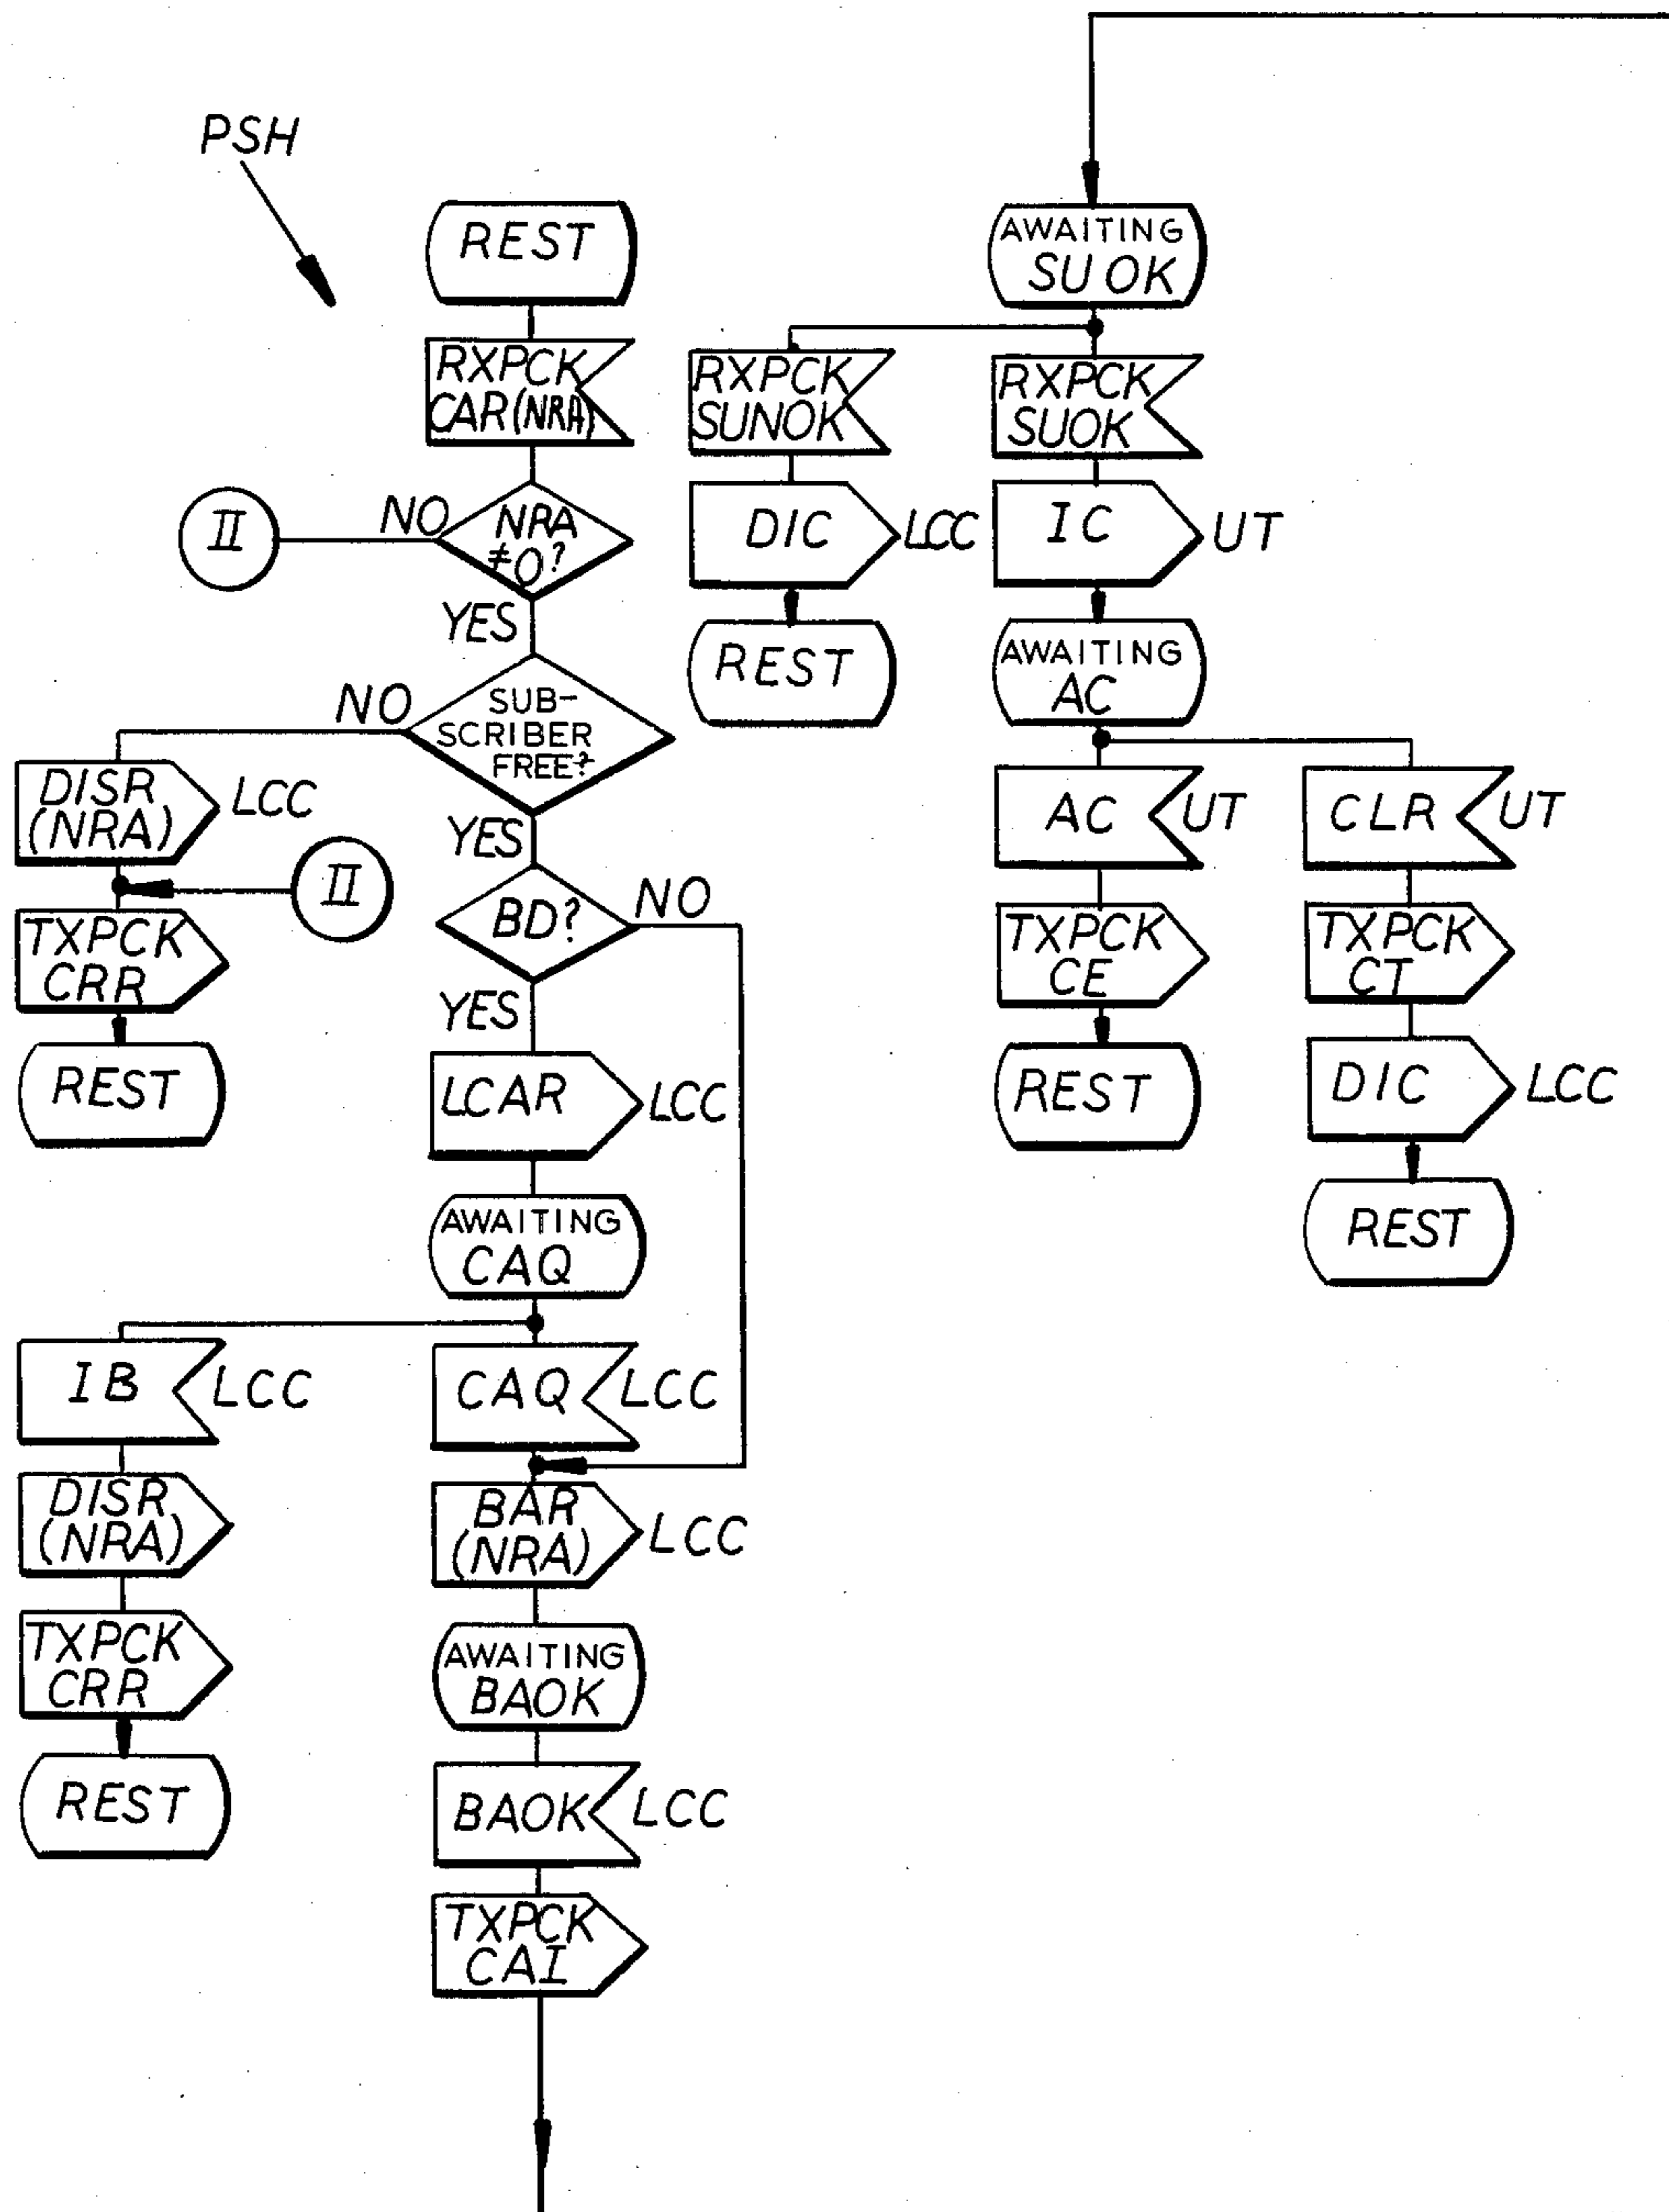 PSH
REST
RXPCK
CAR(NRA)
NRA
≠0?
NO
II
YES
SUB-
SCRIBER
FREE?
NO
DISR
(NRA)
LCC
II
TXPCK
CRR
REST
YES
BD?
NO
YES
LCAR
LCC
AWAITING
CAQ
IB
LCC
DISR
(NRA)
TXPCK
CRR
REST
CAQ
LCC
BAR
(NRA)
LCC
AWAITING
BAOK
BAOK
LCC
TXPCK
CAI
AWAITING
SU OK
RXPCK
SUNOK
DIC
LCC
REST
RXPCK
SUOK
IC
UT
AWAITING
AC
AC
UT
TXPCK
CE
REST
CLR
UT
TXPCK
CT
DIC
LCC
REST